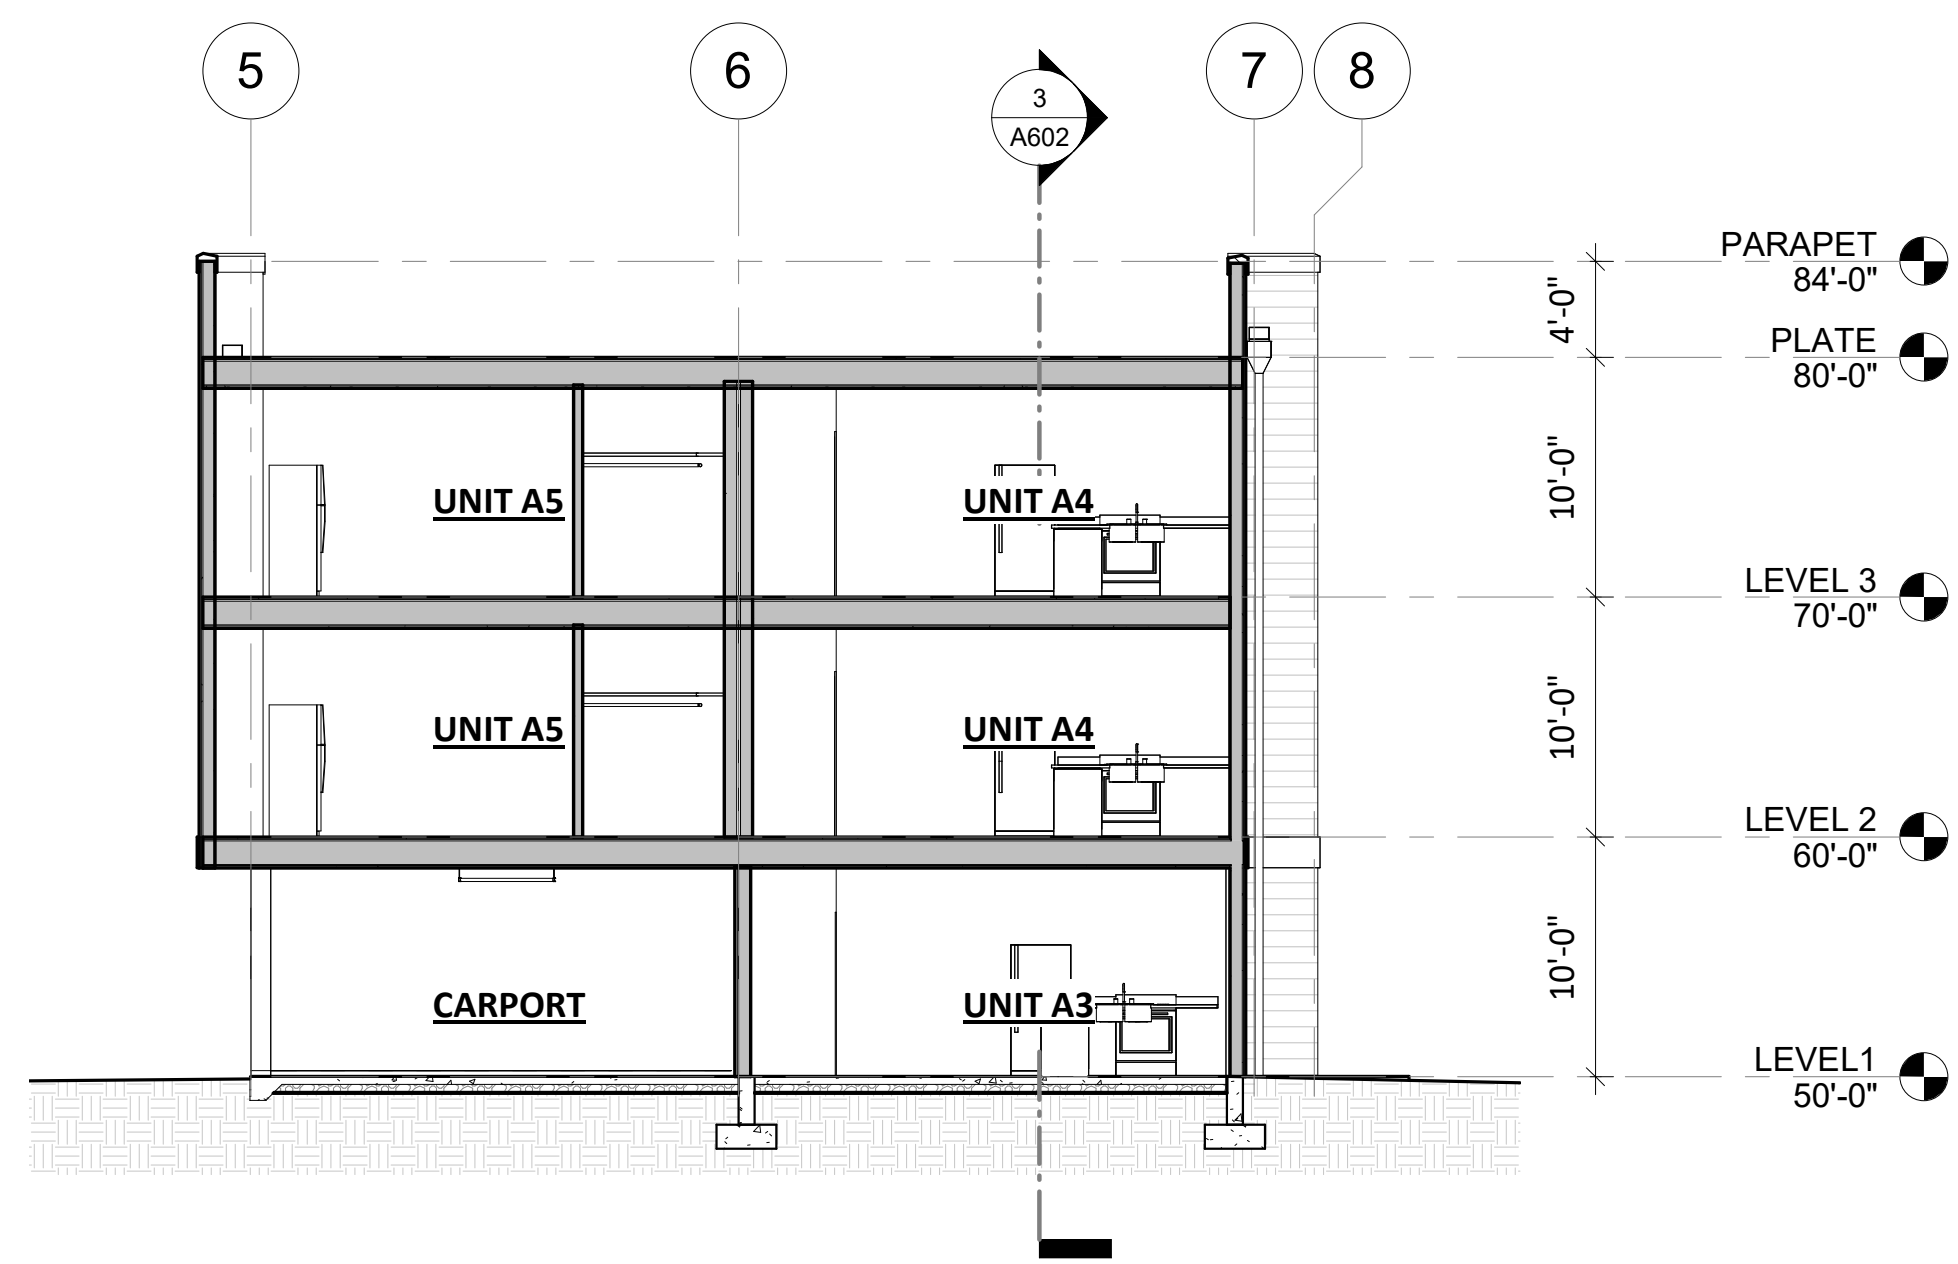 5
6
7
8
3
A602
PARAPET
84'-0"
4'-0"
PLATE
80'-0"
10'-0"
UNIT A5
UNIT A4
LEVEL 3
70'-0"
10'-0"
UNIT A5
UNIT A4
LEVEL 2
60'-0"
10'-0"
CARPORT
UNIT A3
LEVEL1
50'-0"